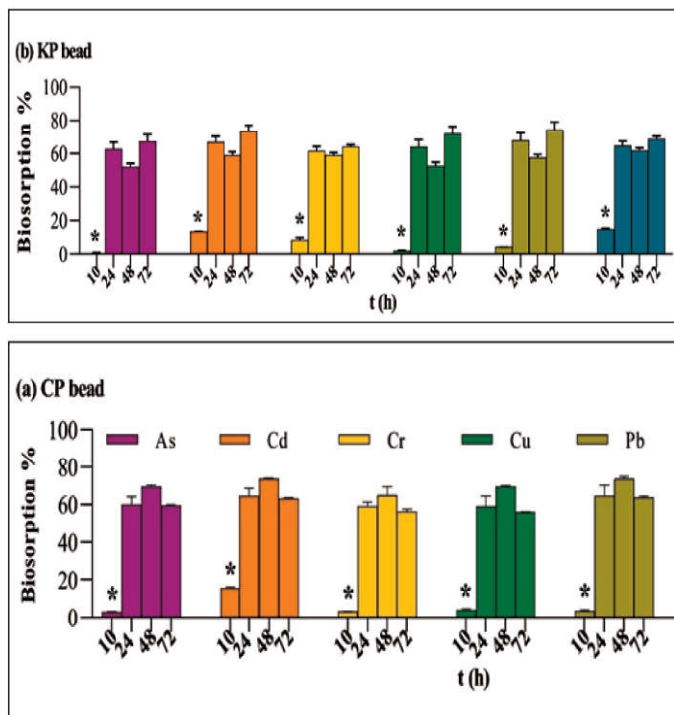 (b) KP bead
Biosorption %
100
80
60
40
20
0
* * * * * *
10 24 48 72 10 24 48 72 10 24 48 72 10 24 48 72 10 24 48 72 10 24 48 72
t (h)
(a) CP bead
As Cd Cr Cu Pb
Biosorption %
100
80
60
40
20
0
* * * * *
10 24 48 72 10 24 48 72 10 24 48 72 10 24 48 72 10 24 48 72
t (h)